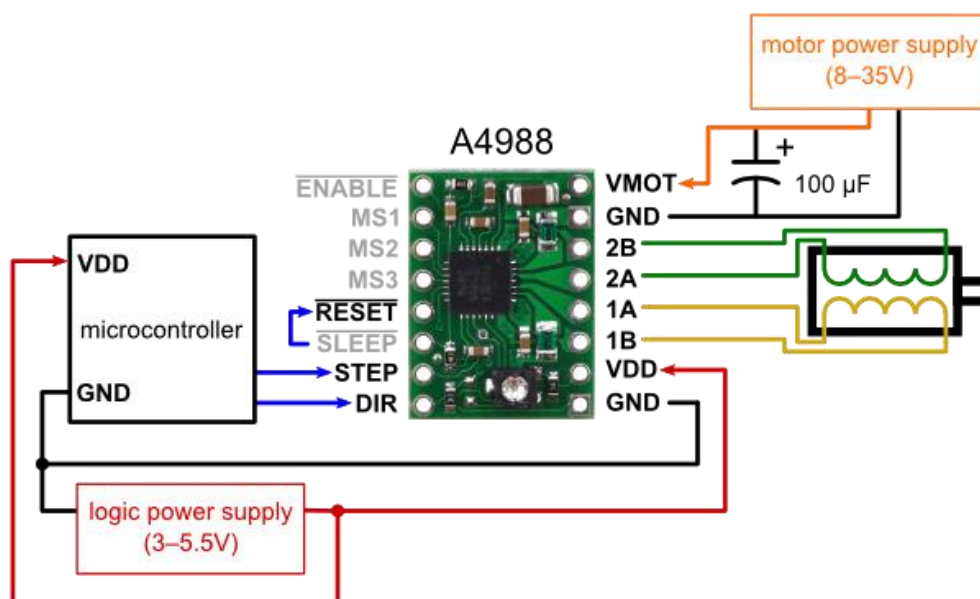 motor power supply
(8–35V)
A4988
ENABLE
MS1
MS2
MS3
RESET
SLEEP
STEP
DIR
VMOT
GND
2B
2A
1A
1B
VDD
GND
+
100 µF
VDD
microcontroller
GND
logic power supply
(3–5.5V)